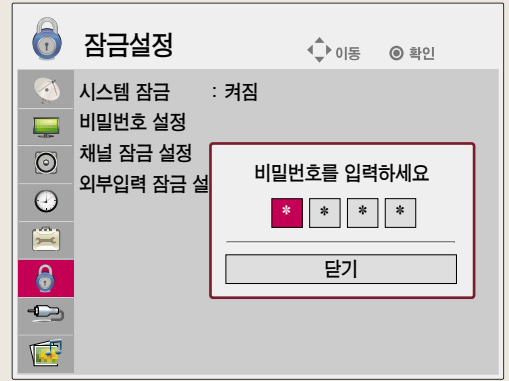 잠금설정
이동 확인
시스템 잠금 : 켜짐
비밀번호 설정
채널 잠금 설정
외부입력 잠금 설
비밀번호를 입력하세요
* * * *
닫기